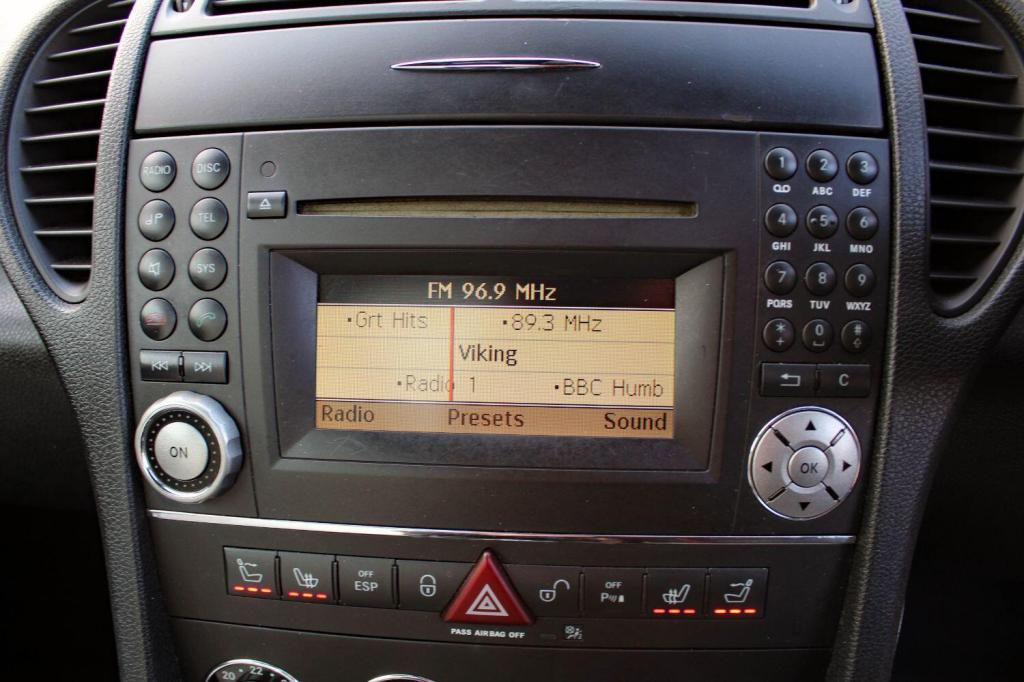 RADIO DISC
TEL
SYS
ON
FM 96.9 MHz
•Grt Hits •89.3 MHz
Viking
•Radio 1 •BBC Humb
Radio Presets Sound
1 2 3
ABC DEF
4 5 6
GHI JKL MNO
7 8 9
PQRS TUV WXYZ
* 0 #
+
C
OK
OFF
ESP
OFF
P
PASS AIRBAG OFF
20 22